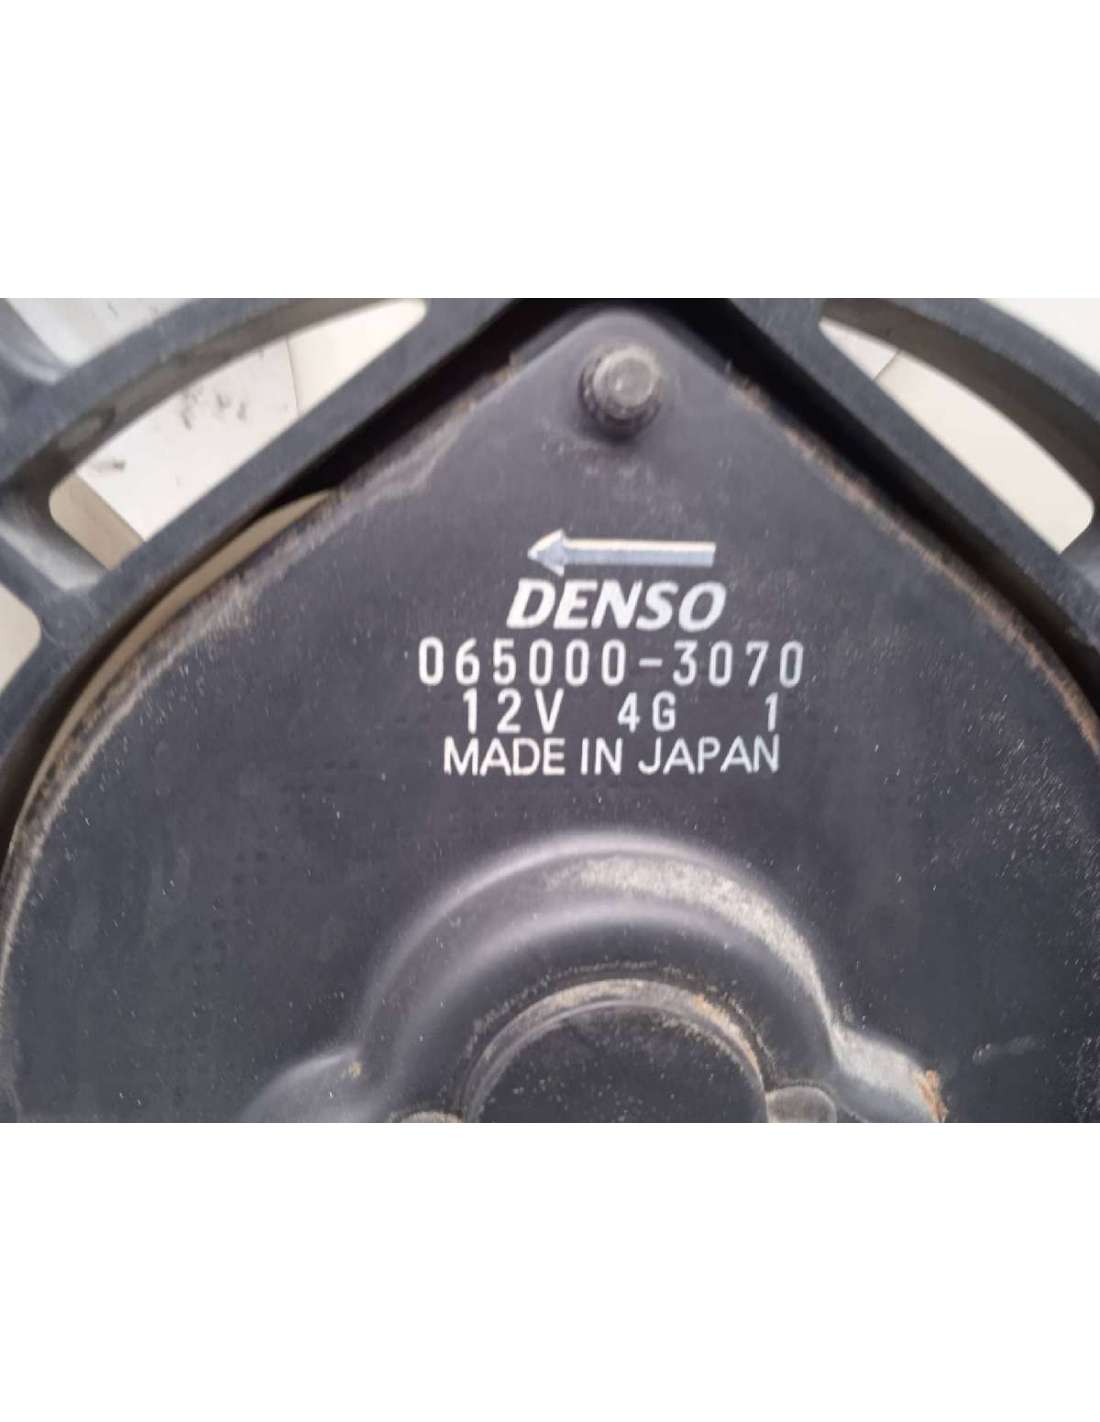 DENSO
065000-3070
12V 4G 1
MADE IN JAPAN